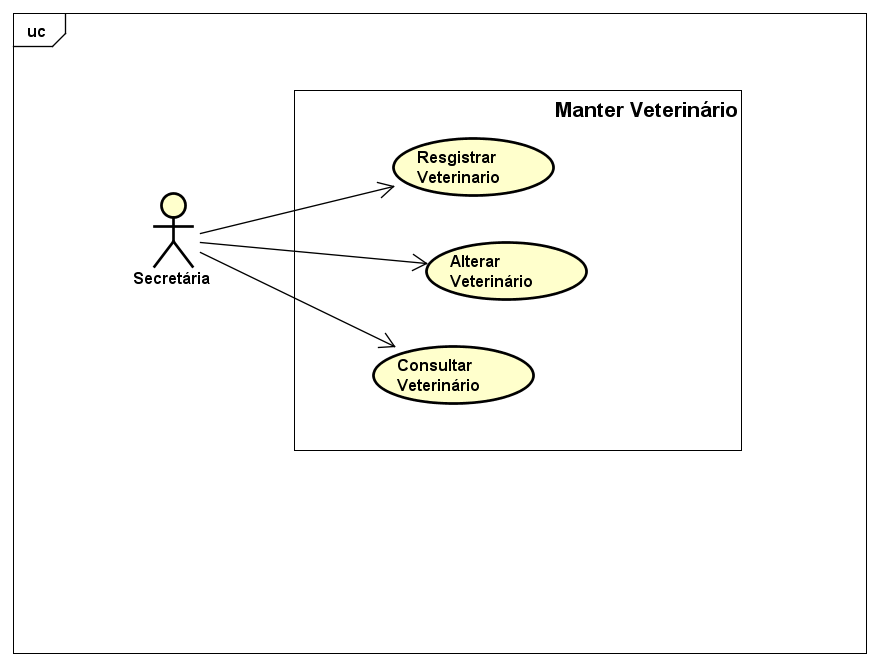 uc
Manter Veterinário
Resgistrar
Veterinario
Secretária
Alterar
Veterinário
Consultar
Veterinário